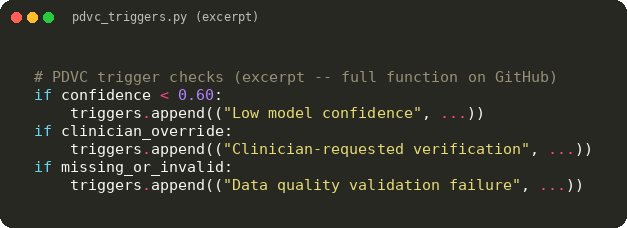 pdvc_triggers.py (excerpt)
# PDVC trigger checks (excerpt -- full function on GitHub)
if confidence < 0.60:
    triggers.append(("Low model confidence", ...))
if clinician_override:
    triggers.append(("Clinician-requested verification", ...))
if missing_or_invalid:
    triggers.append(("Data quality validation failure", ...))